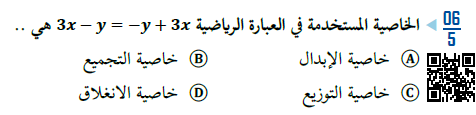 06/5 الخاصية المستخدمة في العبارة الرياضية 3x − y = −y + 3x هي ..
A خاصية الإبدال B خاصية التجميع
C خاصية التوزيع D خاصية الانغلاق